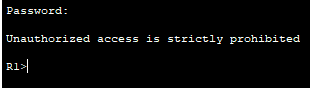 Password:
Unauthorized access is strictly prohibited
R1>